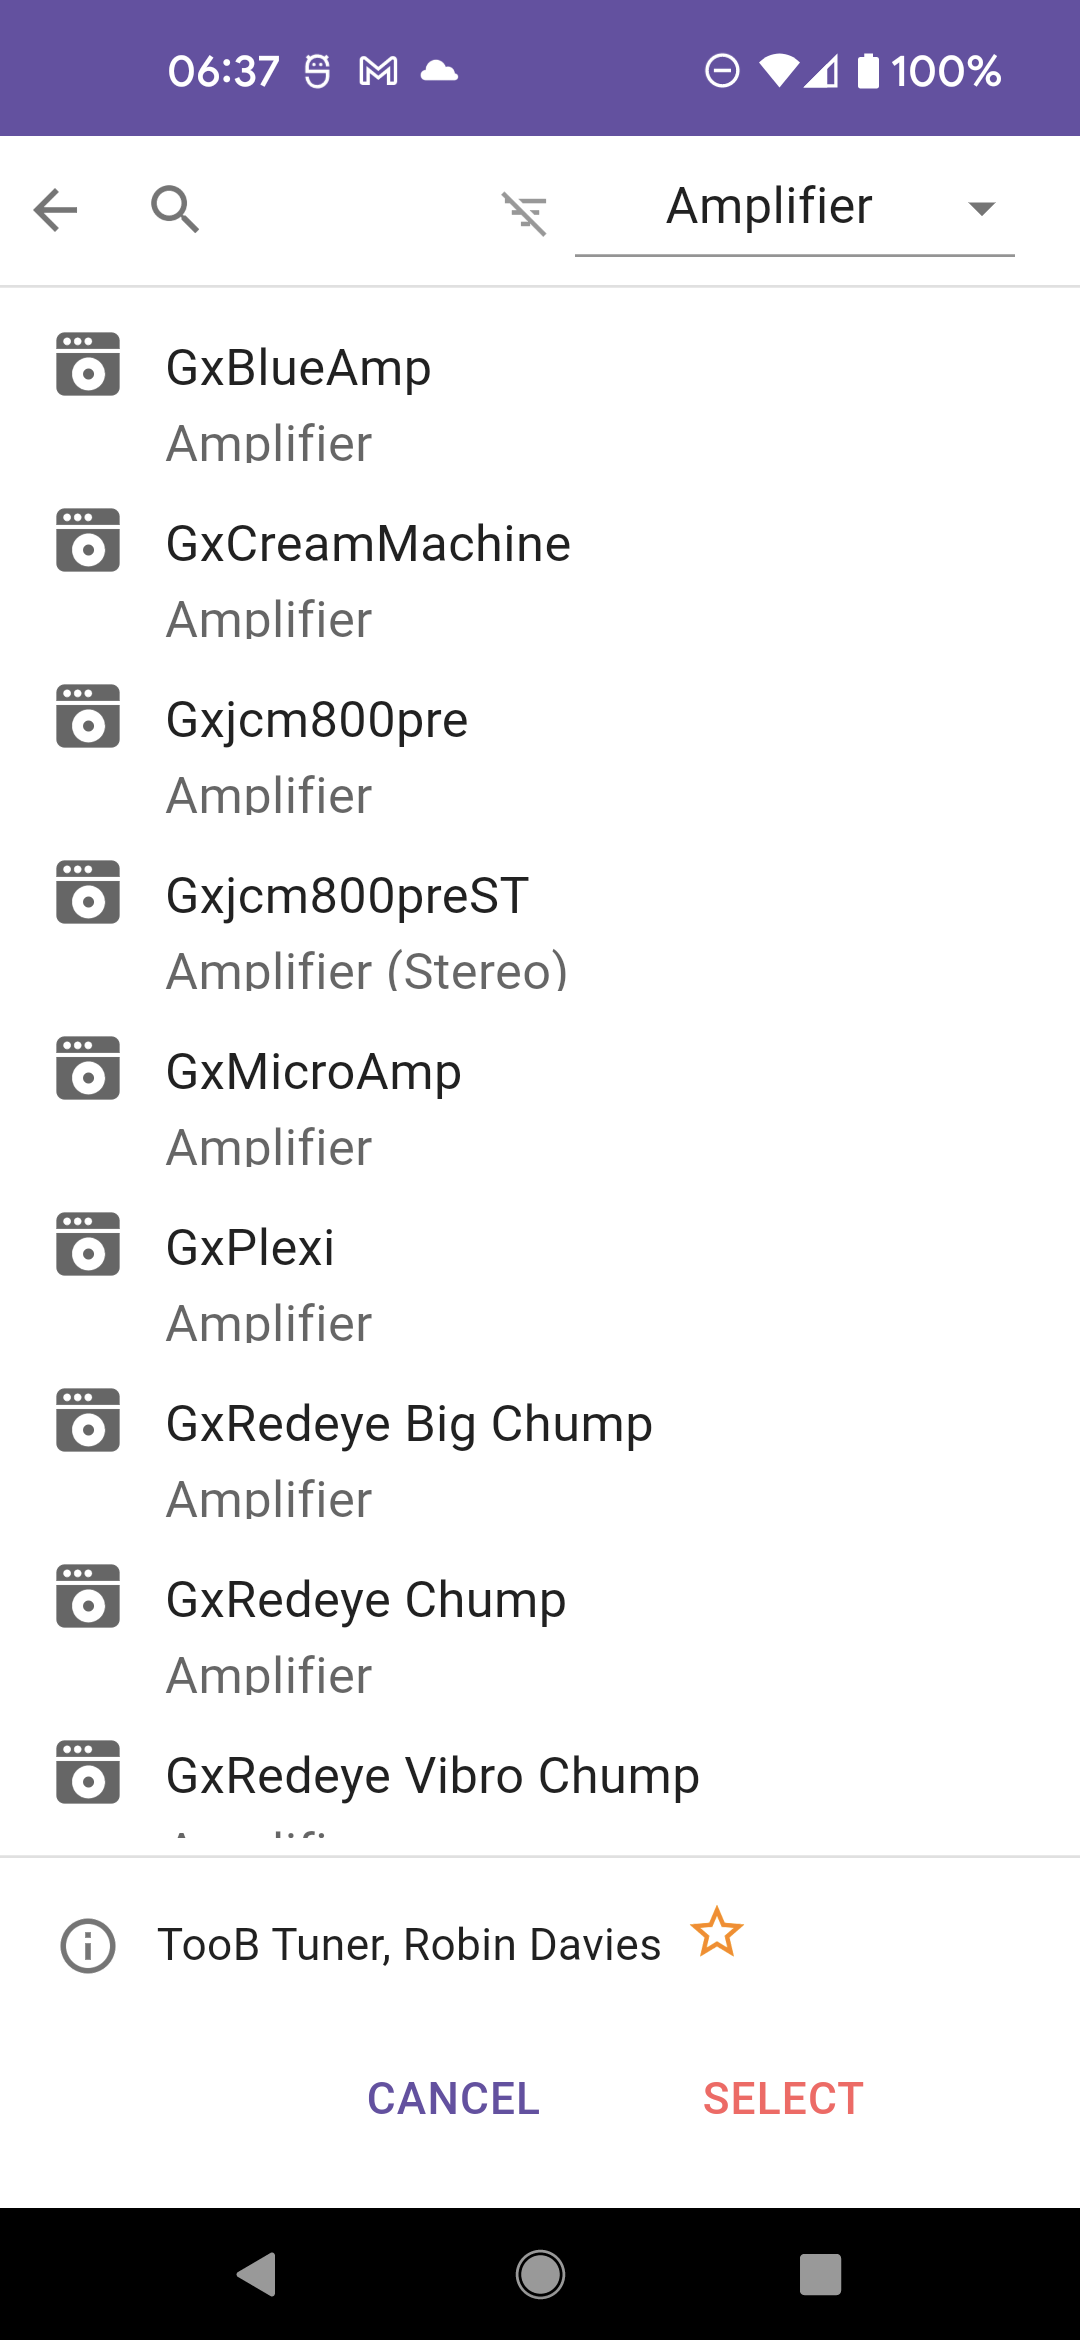 06:37 100%
Amplifier
GxBlueAmp
Amplifier
GxCreamMachine
Amplifier
Gxjcm800pre
Amplifier
Gxjcm800preST
Amplifier (Stereo)
GxMicroAmp
Amplifier
GxPlexi
Amplifier
GxRedeye Big Chump
Amplifier
GxRedeye Chump
Amplifier
GxRedeye Vibro Chump
TooB Tuner, Robin Davies
CANCEL SELECT